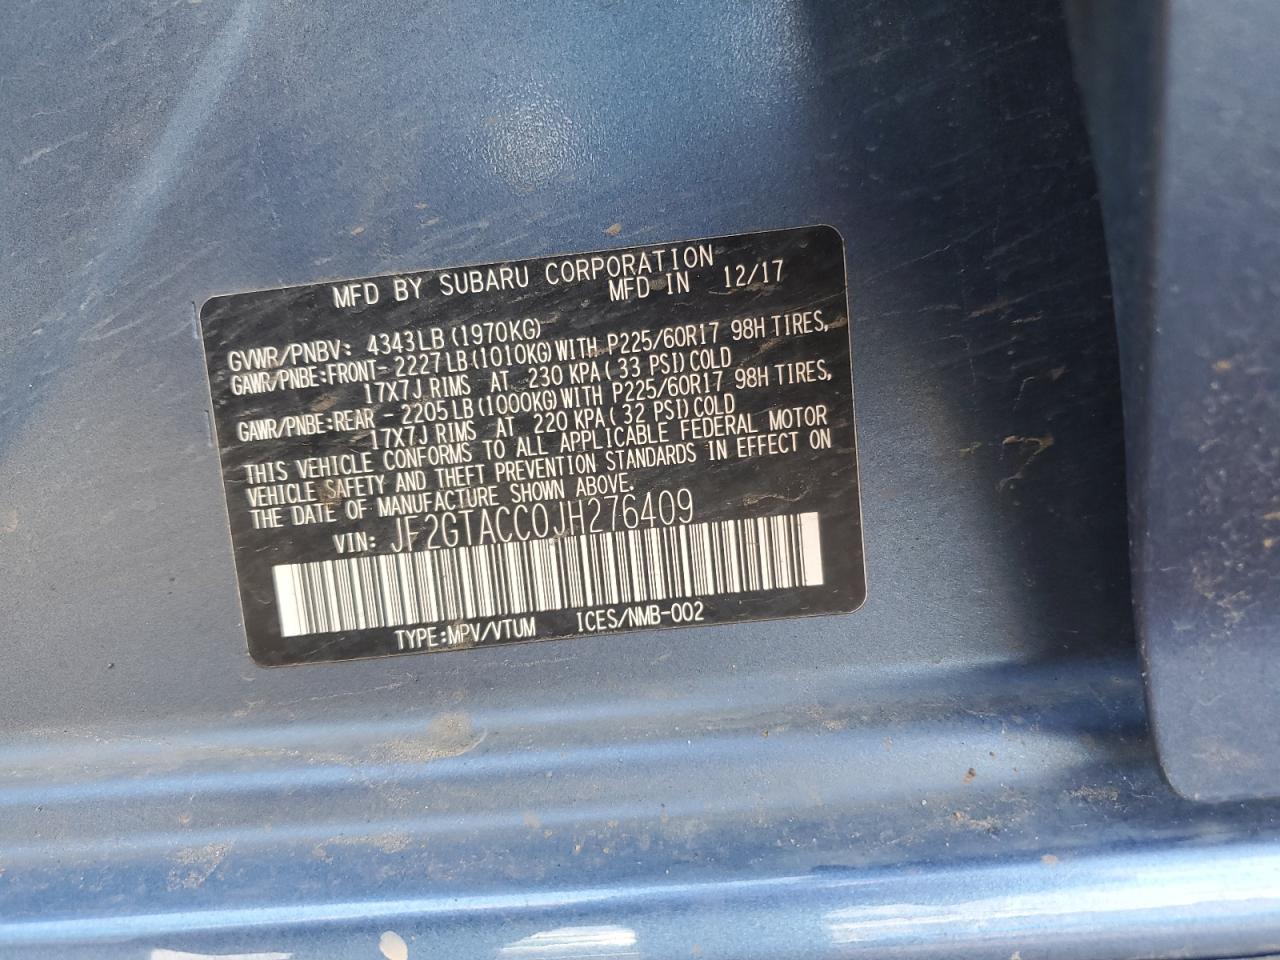 MFD BY SUBARU CORPORATION
MFD IN 12/17
GVWR/PNBV: 4343LB (1970KG)
GAWR/PNBE:FRONT- 2227LB (1010KG) WITH P225/60R17 98H TIRES,
17X7J RIMS AT 230 KPA ( 33 PSI) COLD
GAWR/PNBE:REAR - 2205LB (1000KG) WITH P225/60R17 98H TIRES,
17X7J RIMS AT 220 KPA ( 32 PSI) COLD
THIS VEHICLE CONFORMS TO ALL APPLICABLE FEDERAL MOTOR
VEHICLE SAFETY AND THEFT PREVENTION STANDARDS IN EFFECT ON
THE DATE OF MANUFACTURE SHOWN ABOVE.
VIN: JF2GTACC0JH276409
TYPE:MPV/VTUM ICES/NMB-002